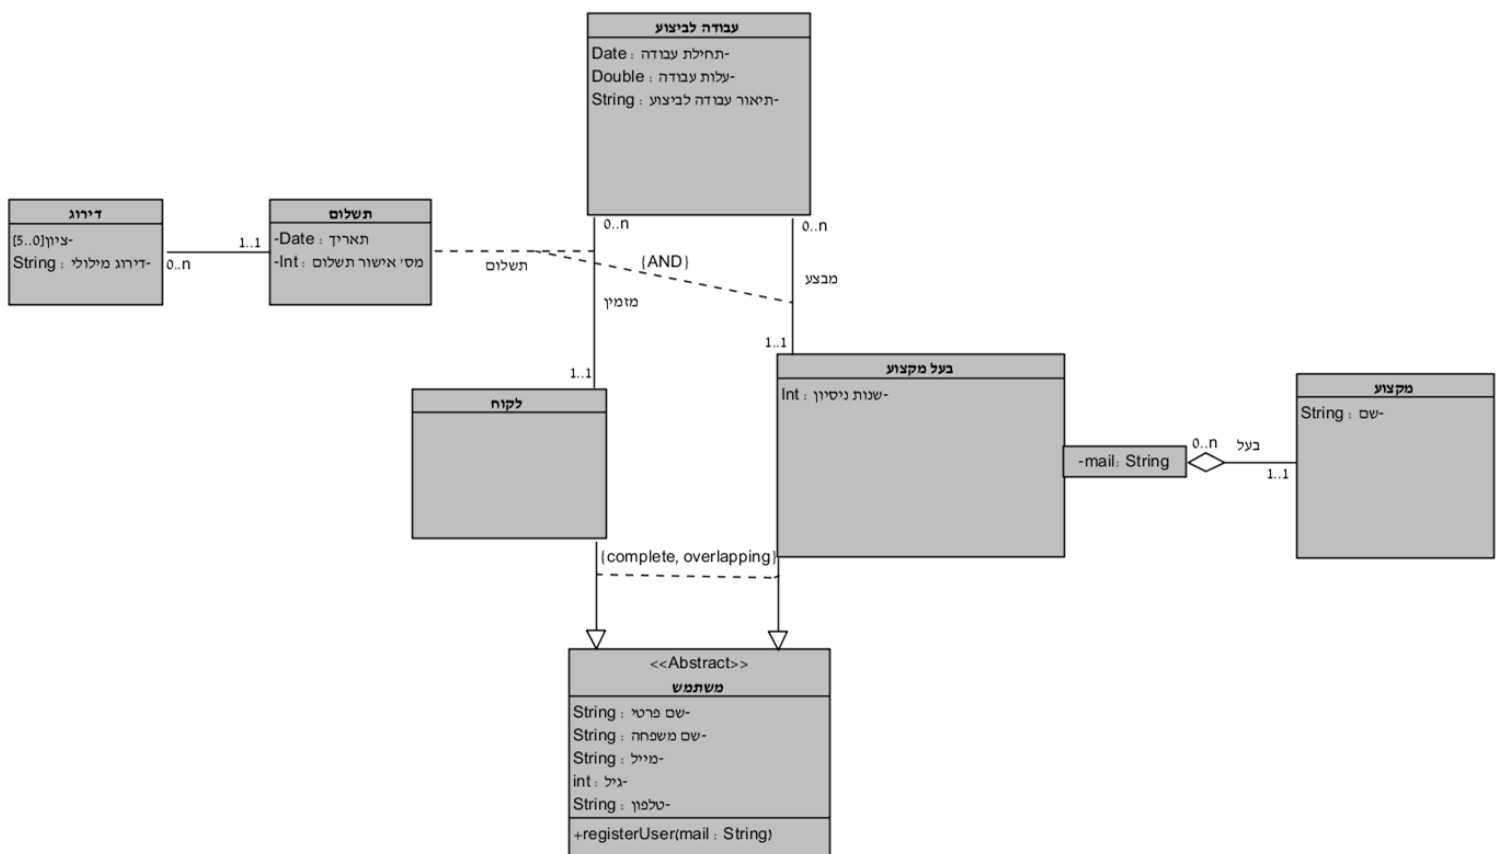 עבודה לביצוע
-תחילת עבודה : Date
-עלות עבודה : Double
-תיאור עבודה לביצוע : String
0..n
0..n
דירוג
-ציון[0..5]
-דירוג מילולי : String
0..n
1..1
תשלום
-Date : תאריך
-Int : מס׳ אישור תשלום
תשלום
{AND}
מזמין
מבצע
1..1
1..1
לקוח
בעל מקצוע
-שנות ניסיון : Int
-mail: String
0..n
בעל
1..1
מקצוע
-שם : String
{complete, overlapping}
<<Abstract>>
משתמש
-שם פרטי : String
-שם משפחה : String
-מייל : String
-גיל : int
-טלפון : String
+registerUser(mail : String)